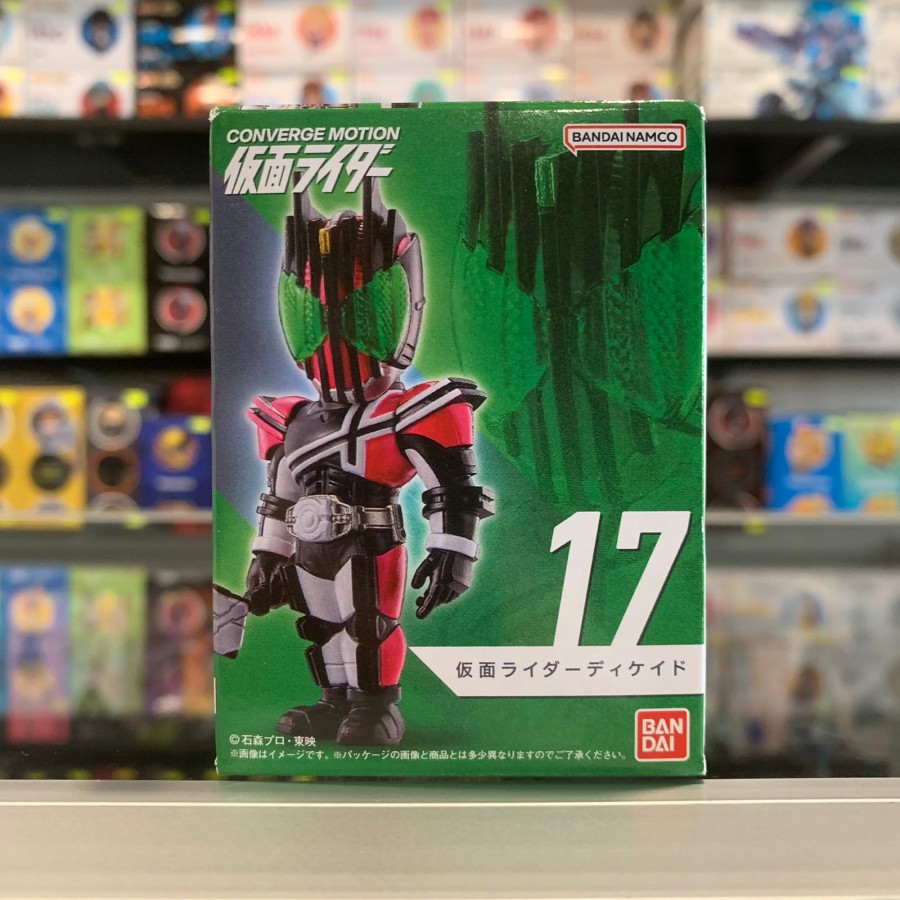 CONVERGE MOTION
仮面ライダー
BANDAI NAMCO
17
仮面ライダーディケイド
©石森プロ・東映
※画像はイメージです。※パッケージの画像と商品とは多少異なりますのでご了承ください。
BAN
DAI